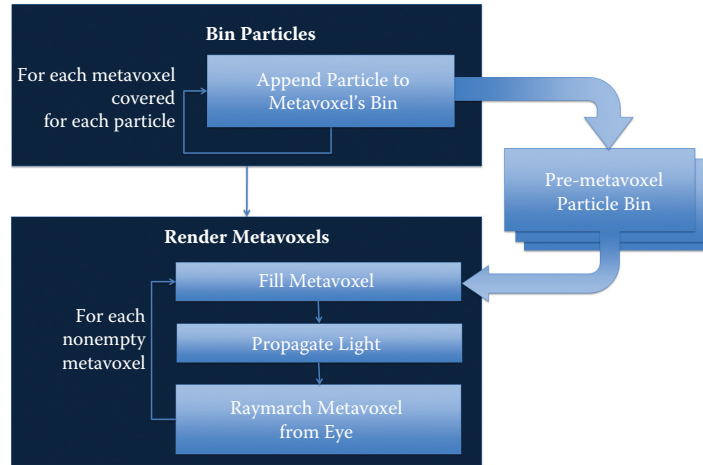 Bin Particles
For each metavoxel
covered
for each particle
Append Particle to
Metavoxel's Bin
Pre-metavoxel
Particle Bin
Render Metavoxels
Fill Metavoxel
For each
nonempty
metavoxel
Propagate Light
Raymarch Metavoxel
from Eye